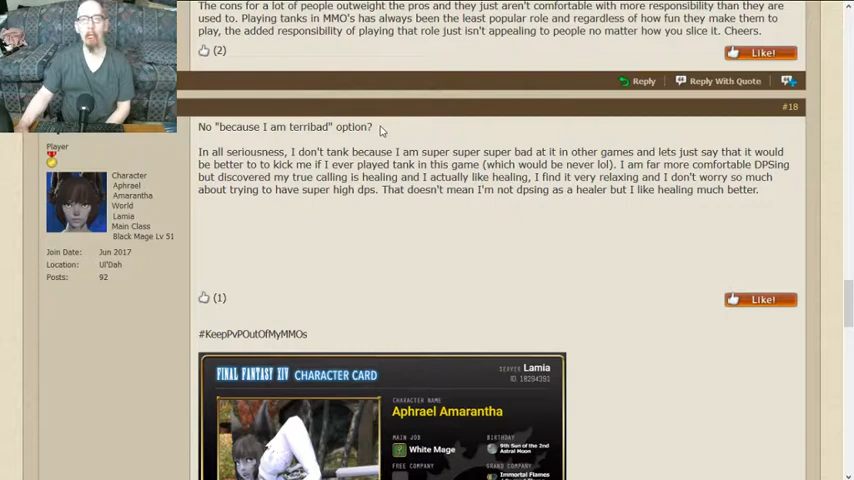 The cons for a lot of people outweight the pros and they just aren't comfortable with more responsibility than they are
used to. Playing tanks in MMO's has always been the least popular role and regardless of how fun they make them to
play, the added responsibility of playing that role just isn't appealing to people no matter how you slice it. Cheers.
(2)
Like!
Reply
Reply With Quote
#18
Player
Character
Aphrael
Amarantha
World
Lamia
Main Class
Black Mage Lv 51
Join Date: Jun 2017
Location: Ul'Dah
Posts: 92
No "because I am terribad" option?
In all seriousness, I don't tank because I am super super super bad at it in other games and lets just say that it would
be better to to kick me if I ever played tank in this game (which would be never lol). I am far more comfortable DPSing
but discovered my true calling is healing and I actually like healing, I find it very relaxing and I don't worry so much
about trying to have super high dps. That doesn't mean I'm not dpsing as a healer but I like healing much better.
(1)
Like!
#KeepPvPOutOfMyMMOs
FINAL FANTASY XIV CHARACTER CARD
SERVER Lamia
ID. 18294391
CHARACTER NAME
Aphrael Amarantha
MAIN JOB
White Mage
BIRTHDAY
9th Sun of the 2nd
Astral Moon
FREE COMPANY
GRAND COMPANY
Immortal Flames